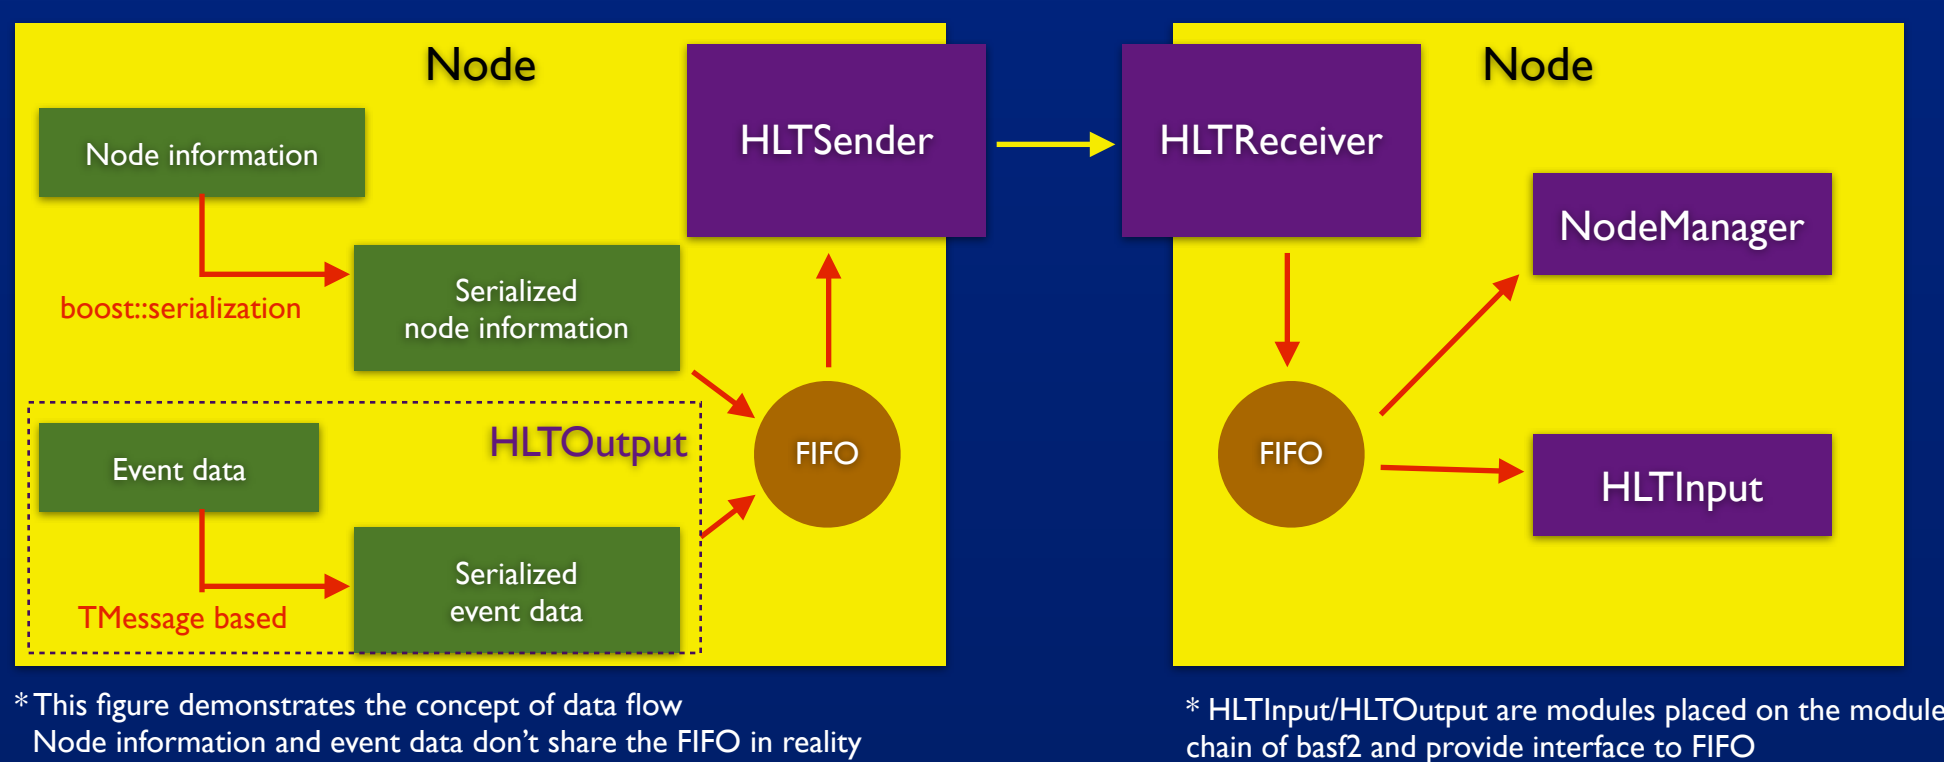 Node
Node information
boost::serialization
Serialized
node information
HLTOutput
Event data
TMessage based
Serialized
event data
FIFO
HLTSender
* This figure demonstrates the concept of data flow
Node information and event data don't share the FIFO in reality
Node
HLTReceiver
FIFO
NodeManager
HLTInput
* HLTInput/HLTOutput are modules placed on the module
chain of basf2 and provide interface to FIFO